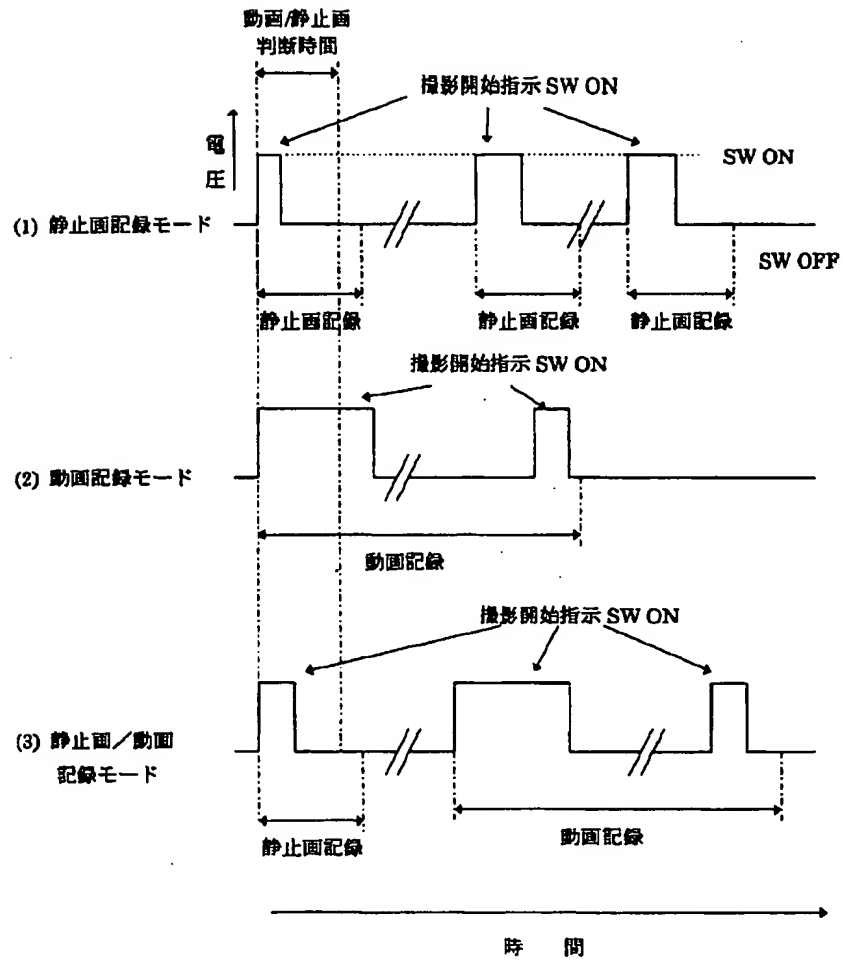 動画/静止画
判断時間
撮影開始指示 SW ON
電圧
SW ON
(1) 静止画記録モード
SW OFF
静止画記録
静止画記録
静止画記録
撮影開始指示 SW ON
(2) 動画記録モード
動画記録
撮影開始指示 SW ON
(3) 静止画／動画
記録モード
静止画記録
動画記録
時 間